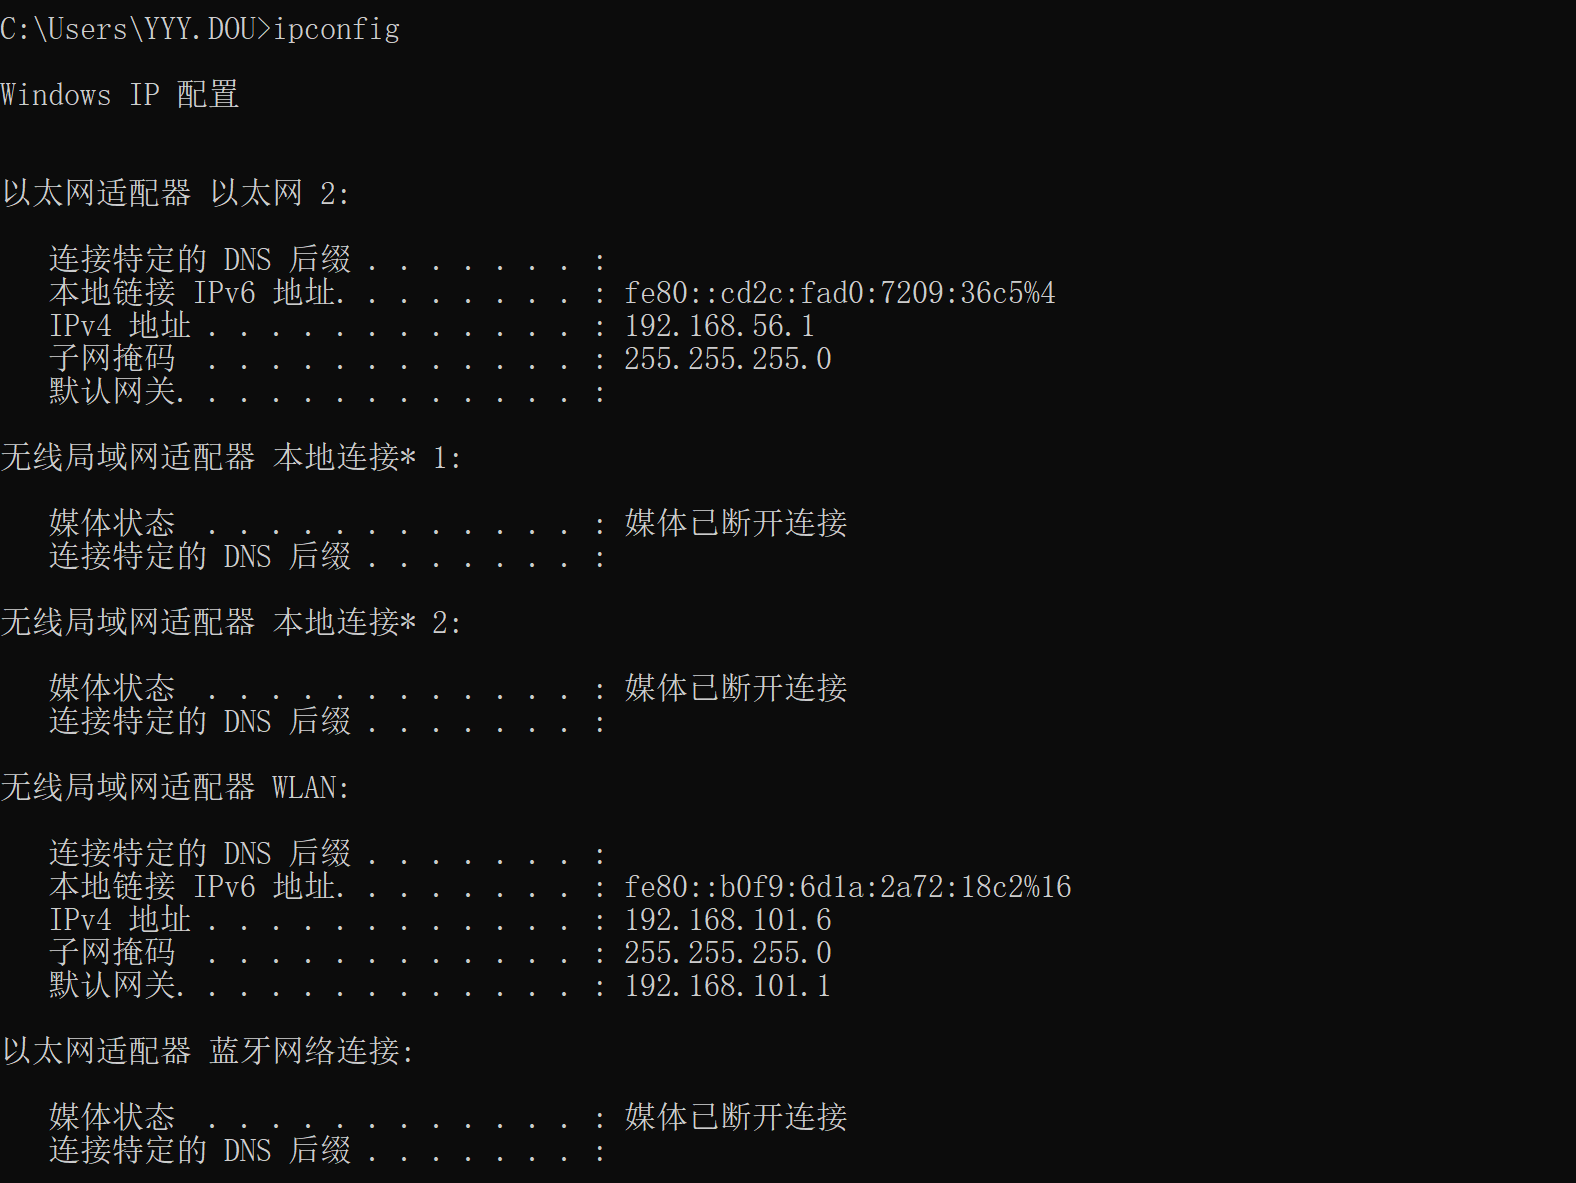 C:\Users\YYY.DOU>ipconfig
Windows IP 配置
以太网适配器 以太网 2:
连接特定的 DNS 后缀 . . . . . . . :
本地链接 IPv6 地址. . . . . . . . : fe80::cd2c:fad0:7209:36c5%4
IPv4 地址 . . . . . . . . . . . . : 192.168.56.1
子网掩码  . . . . . . . . . . . . : 255.255.255.0
默认网关. . . . . . . . . . . . . :
无线局域网适配器 本地连接* 1:
媒体状态  . . . . . . . . . . . . : 媒体已断开连接
连接特定的 DNS 后缀 . . . . . . . :
无线局域网适配器 本地连接* 2:
媒体状态  . . . . . . . . . . . . : 媒体已断开连接
连接特定的 DNS 后缀 . . . . . . . :
无线局域网适配器 WLAN:
连接特定的 DNS 后缀 . . . . . . . :
本地链接 IPv6 地址. . . . . . . . : fe80::b0f9:6d1a:2a72:18c2%16
IPv4 地址 . . . . . . . . . . . . : 192.168.101.6
子网掩码  . . . . . . . . . . . . : 255.255.255.0
默认网关. . . . . . . . . . . . . : 192.168.101.1
以太网适配器 蓝牙网络连接:
媒体状态  . . . . . . . . . . . . : 媒体已断开连接
连接特定的 DNS 后缀 . . . . . . . :